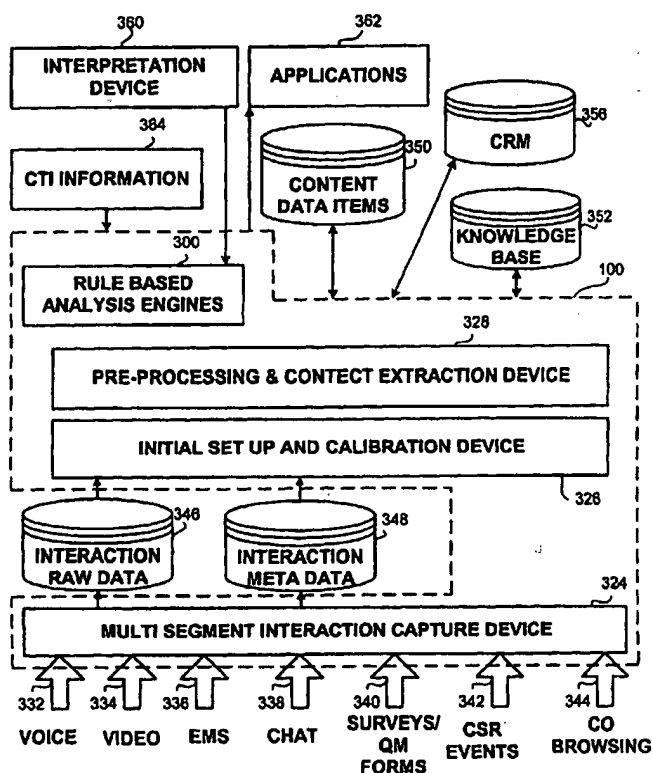 360
INTERPRETATION
DEVICE
362
APPLICATIONS
364
CTI INFORMATION
350
CONTENT
DATA ITEMS
356
CRM
352
KNOWLEDGE
BASE
300
RULE BASED
ANALYSIS ENGINES
100
328
PRE-PROCESSING & CONTECT EXTRACTION DEVICE
INITIAL SET UP AND CALIBRATION DEVICE
326
346
INTERACTION
RAW DATA
348
INTERACTION
META DATA
324
MULTI SEGMENT INTERACTION CAPTURE DEVICE
332
334
336
338
340
342
344
VOICE
VIDEO
EMS
CHAT
SURVEYS/
QM
FORMS
CSR
EVENTS
CO
BROWSING